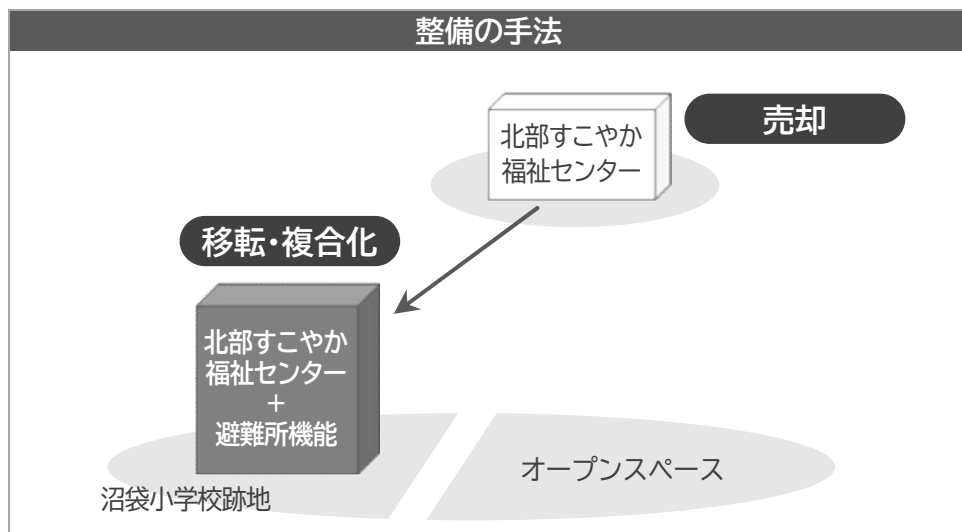 整備の手法
北部すこやか
福祉センター
売却
移転・複合化
北部すこやか
福祉センター
＋
避難所機能
オープンスペース
沼袋小学校跡地